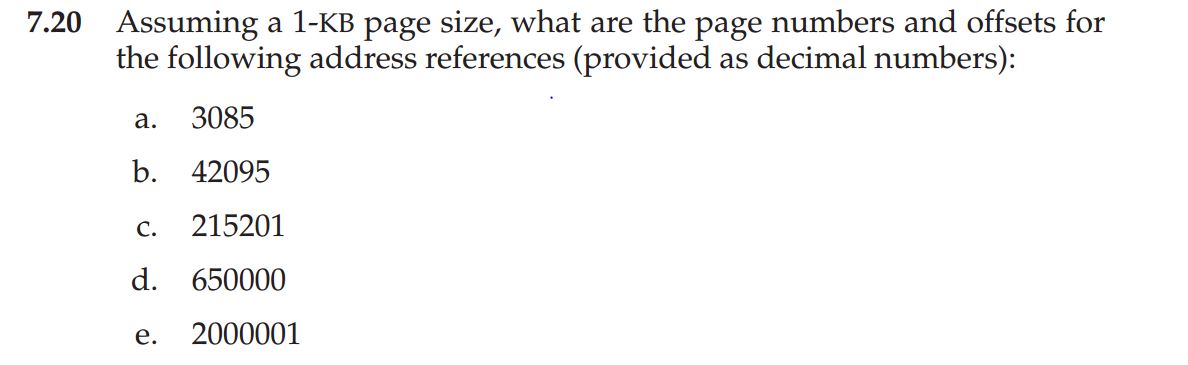 7.20 Assuming a 1-KB page size, what are the page numbers and offsets for
the following address references (provided as decimal numbers):
a. 3085
b. 42095
c. 215201
d. 650000
e. 2000001